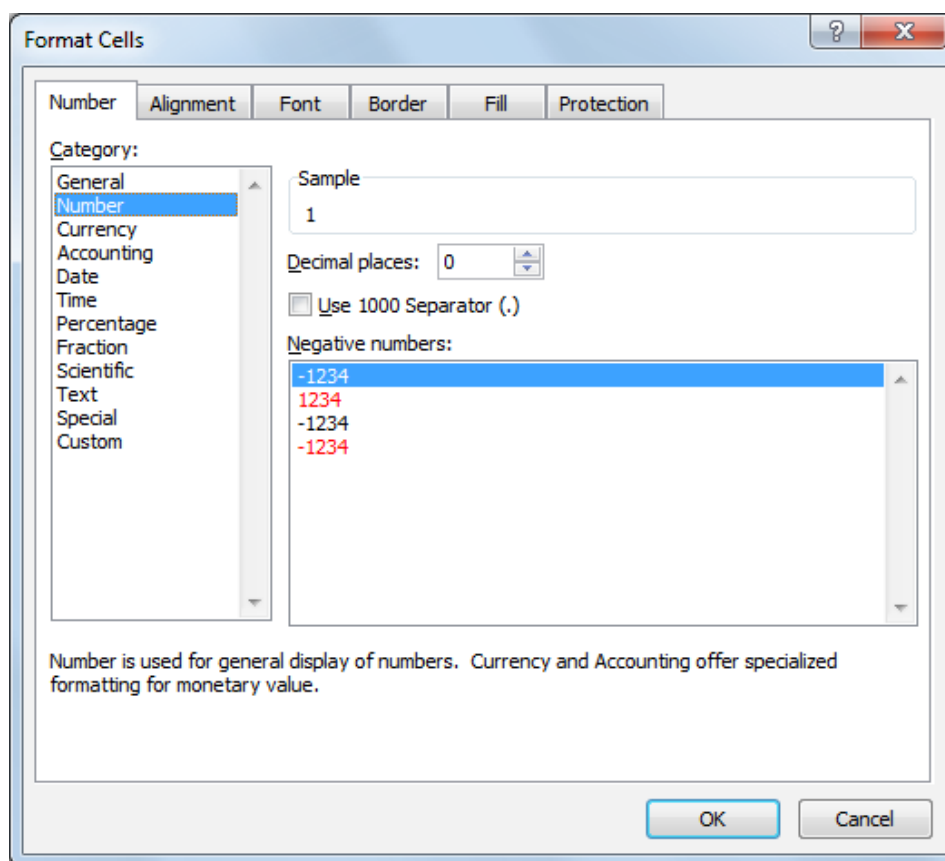 Format Cells
Number Alignment Font Border Fill Protection
Category:
General
Number
Currency
Accounting
Date
Time
Percentage
Fraction
Scientific
Text
Special
Custom
Sample
1
Decimal places: 0
Use 1000 Separator (.)
Negative numbers:
-1234
1234
-1234
-1234
Number is used for general display of numbers. Currency and Accounting offer specialized
formatting for monetary value.
OK Cancel